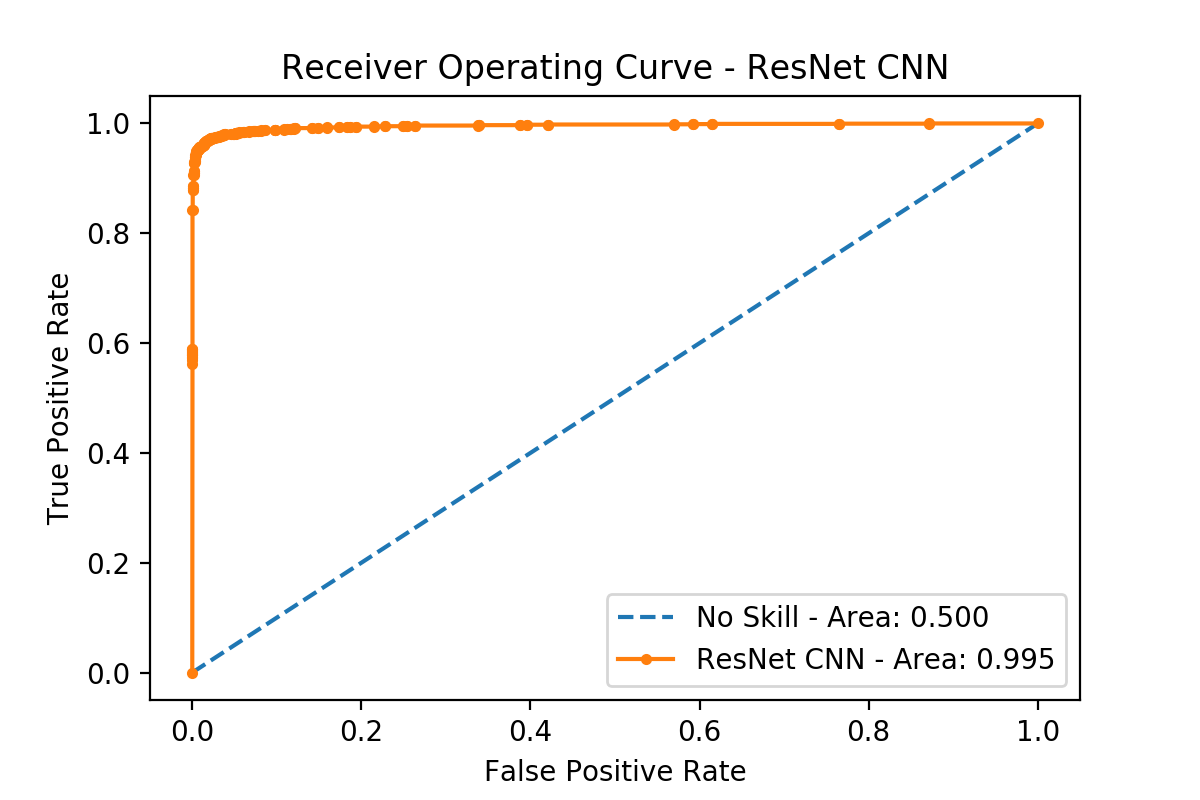 Receiver Operating Curve - ResNet CNN
True Positive Rate
1.0
0.8
0.6
0.4
0.2
0.0
No Skill - Area: 0.500
ResNet CNN - Area: 0.995
0.0 0.2 0.4 0.6 0.8 1.0
False Positive Rate